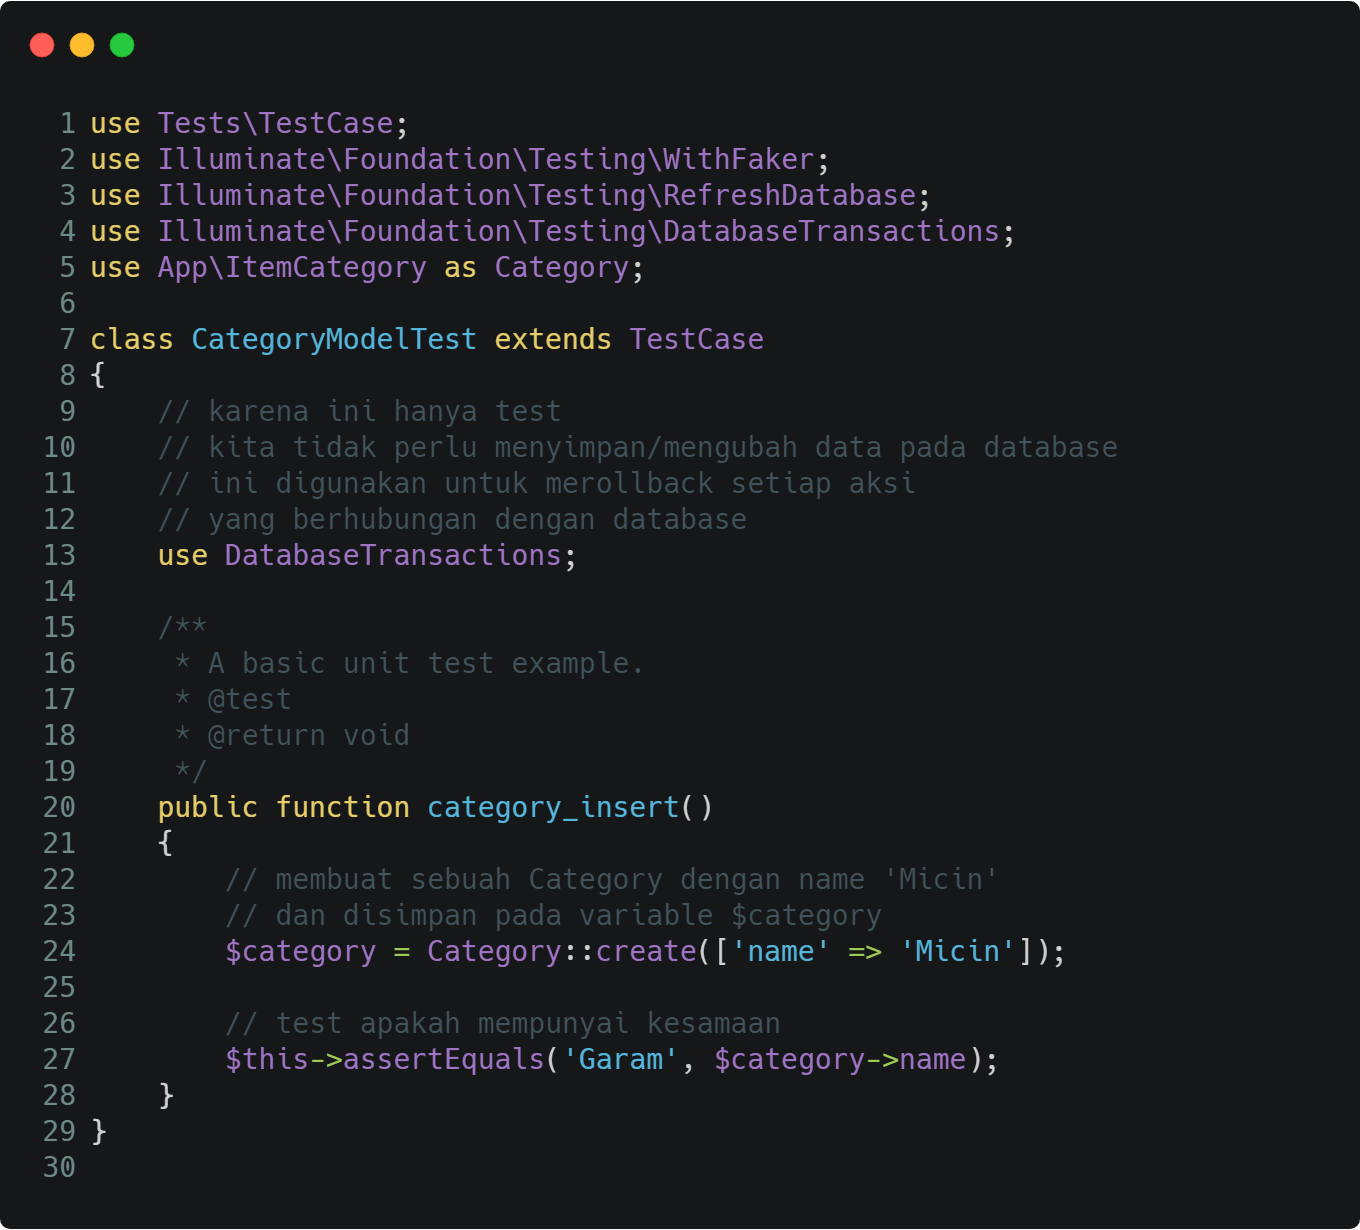 1 use Tests\TestCase;
2 use Illuminate\Foundation\Testing\WithFaker;
3 use Illuminate\Foundation\Testing\RefreshDatabase;
4 use Illuminate\Foundation\Testing\DatabaseTransactions;
5 use App\ItemCategory as Category;
6
7 class CategoryModelTest extends TestCase
8 {
9     // karena ini hanya test
10     // kita tidak perlu menyimpan/mengubah data pada database
11     // ini digunakan untuk merollback setiap aksi
12     // yang berhubungan dengan database
13     use DatabaseTransactions;
14
15     /**
16      * A basic unit test example.
17      * @test
18      * @return void
19      */
20     public function category_insert()
21     {
22         // membuat sebuah Category dengan name 'Micin'
23         // dan disimpan pada variable $category
24         $category = Category::create(['name' => 'Micin']);
25
26         // test apakah mempunyai kesamaan
27         $this->assertEquals('Garam', $category->name);
28     }
29 }
30